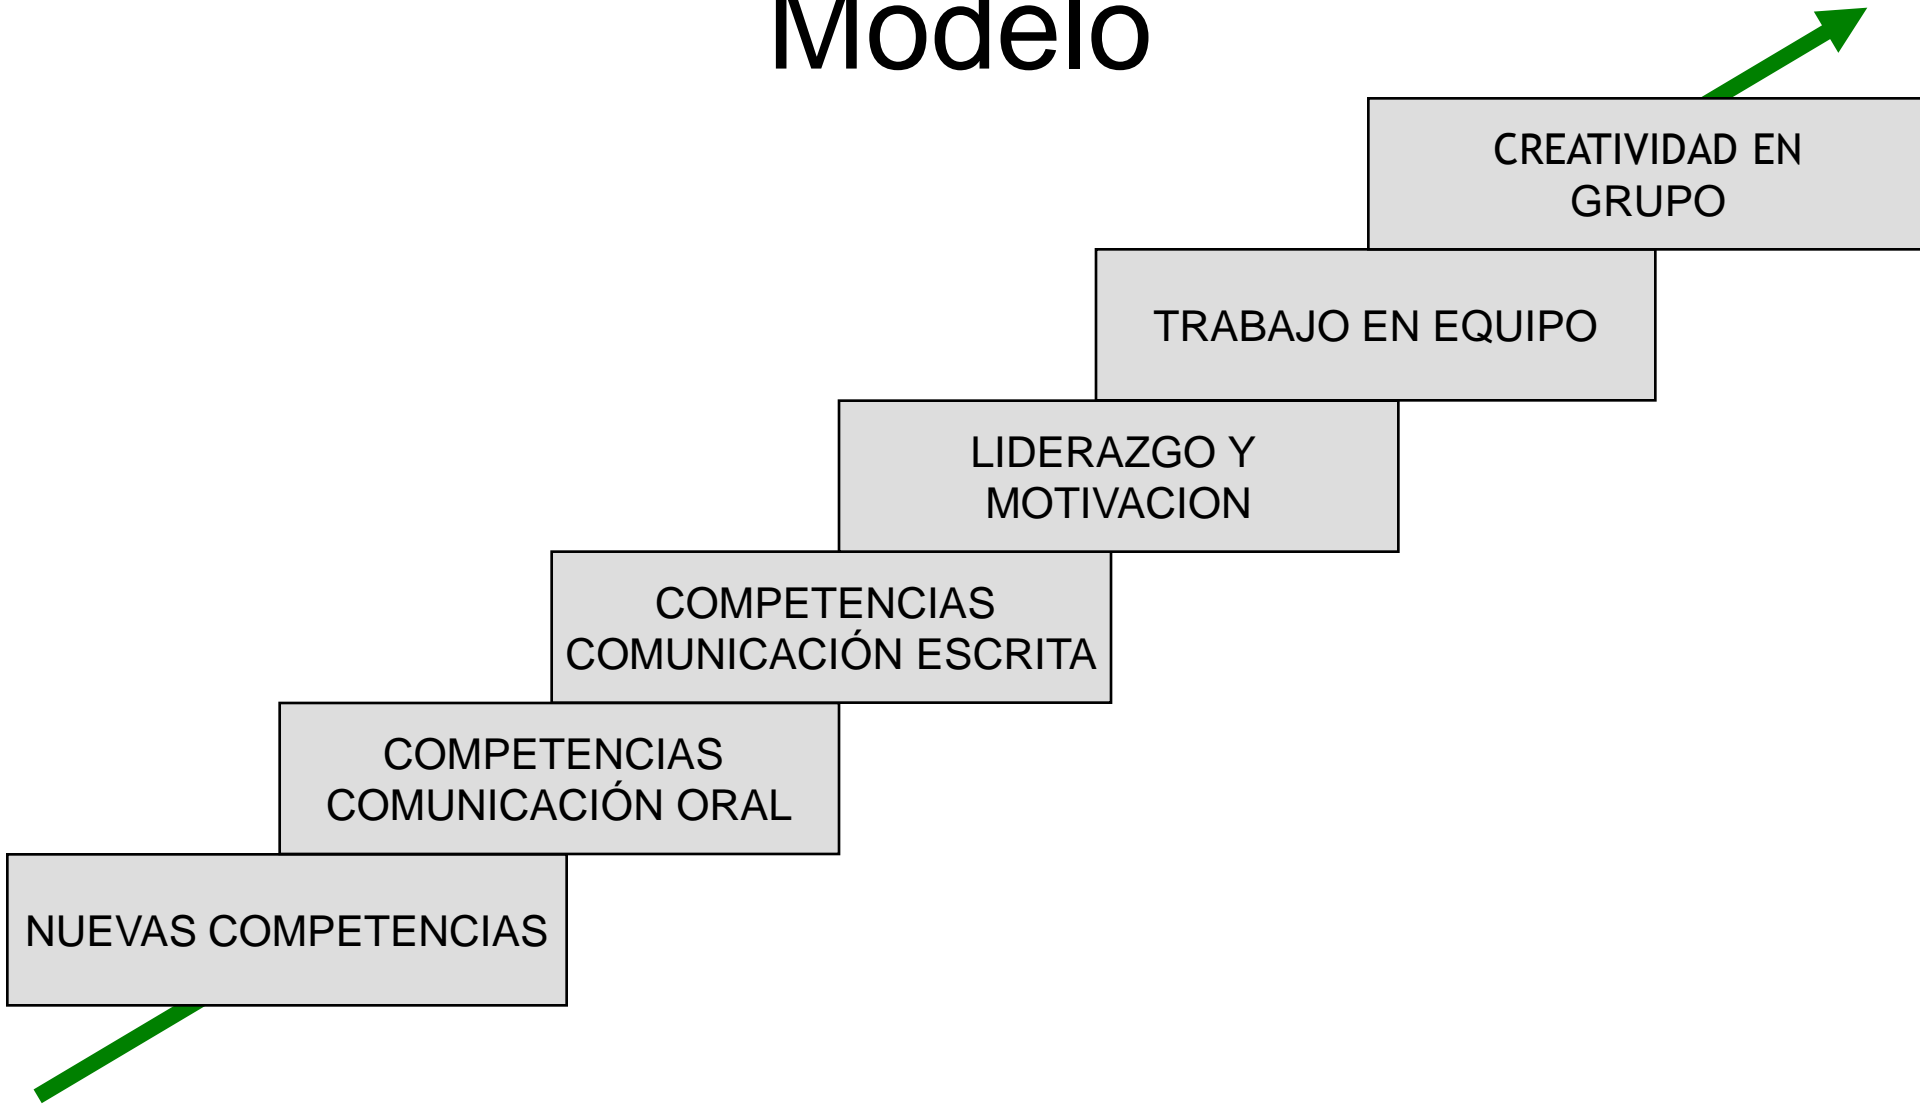 Modelo
CREATIVIDAD EN
GRUPO
TRABAJO EN EQUIPO
LIDERAZGO Y
MOTIVACION
COMPETENCIAS
COMUNICACIÓN ESCRITA
COMPETENCIAS
COMUNICACIÓN ORAL
NUEVAS COMPETENCIAS